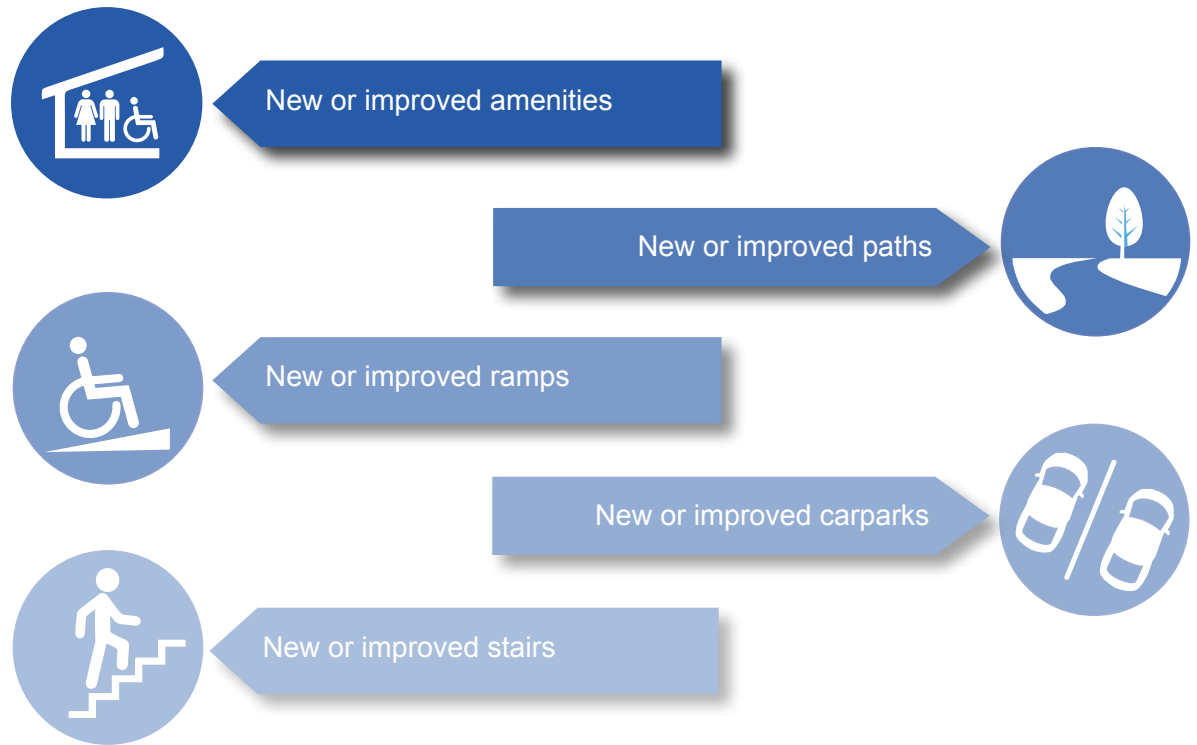 New or improved amenities
New or improved paths
New or improved ramps
New or improved carparks
New or improved stairs